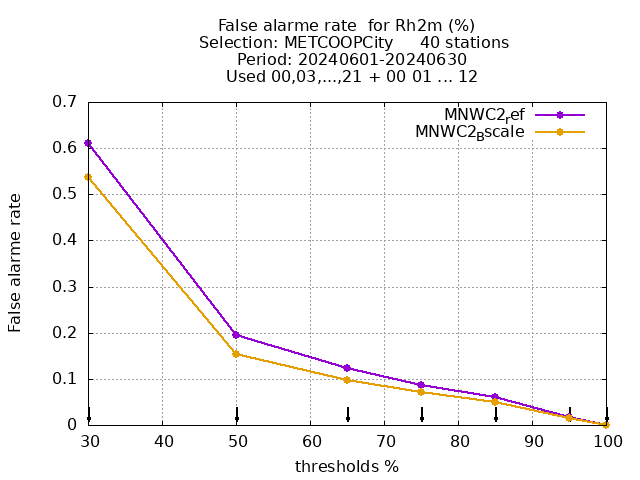 False alarme rate  for Rh2m (%)
Selection: METCOOPCity     40 stations
Period: 20240601-20240630
Used 00,03,...,21 + 00 01 ... 12
MNWC2ref
MNWC2Bscale
0.7
0.6
0.5
0.4
0.3
0.2
0.1
0
False alarme rate
30 40 50 60 70 80 90 100
thresholds %